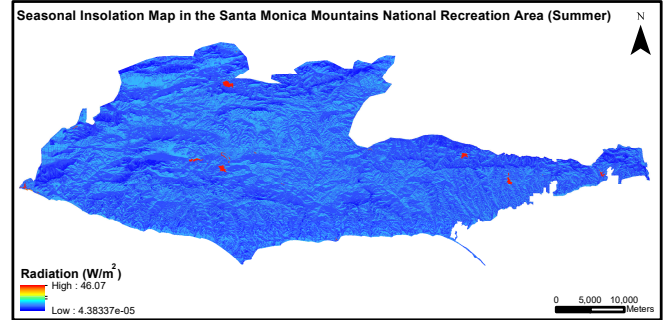 Seasonal Insolation Map in the Santa Monica Mountains National Recreation Area (Summer)
N
Radiation (W/m²)
High : 46.07
Low : 4.38337e-05
0 5,000 10,000
Meters